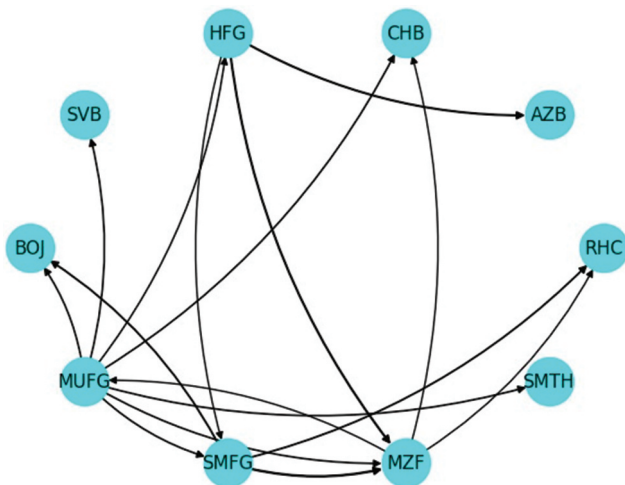 HFG
CHB
SVB
AZB
BOJ
RHC
MUFG
SMTH
SMFG
MZF